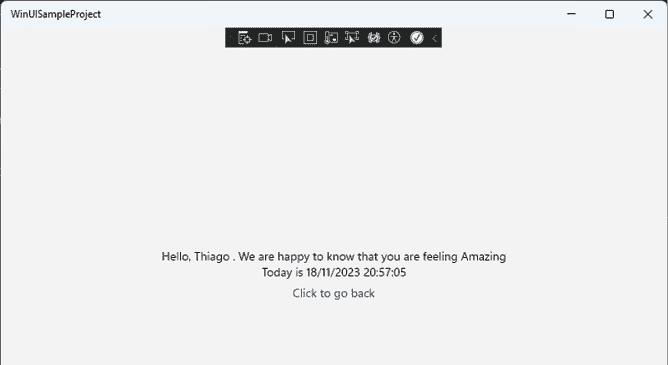 WinUISampleProject
Hello, Thiago . We are happy to know that you are feeling Amazing
Today is 18/11/2023 20:57:05
Click to go back